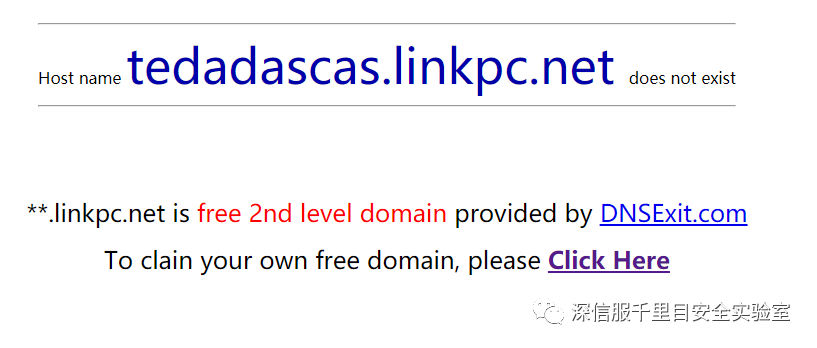 Host name tedadascas.linkpc.net does not exist
**.linkpc.net is free 2nd level domain provided by DNSExit.com
To clain your own free domain, please Click Here
深信服千里目安全实验室